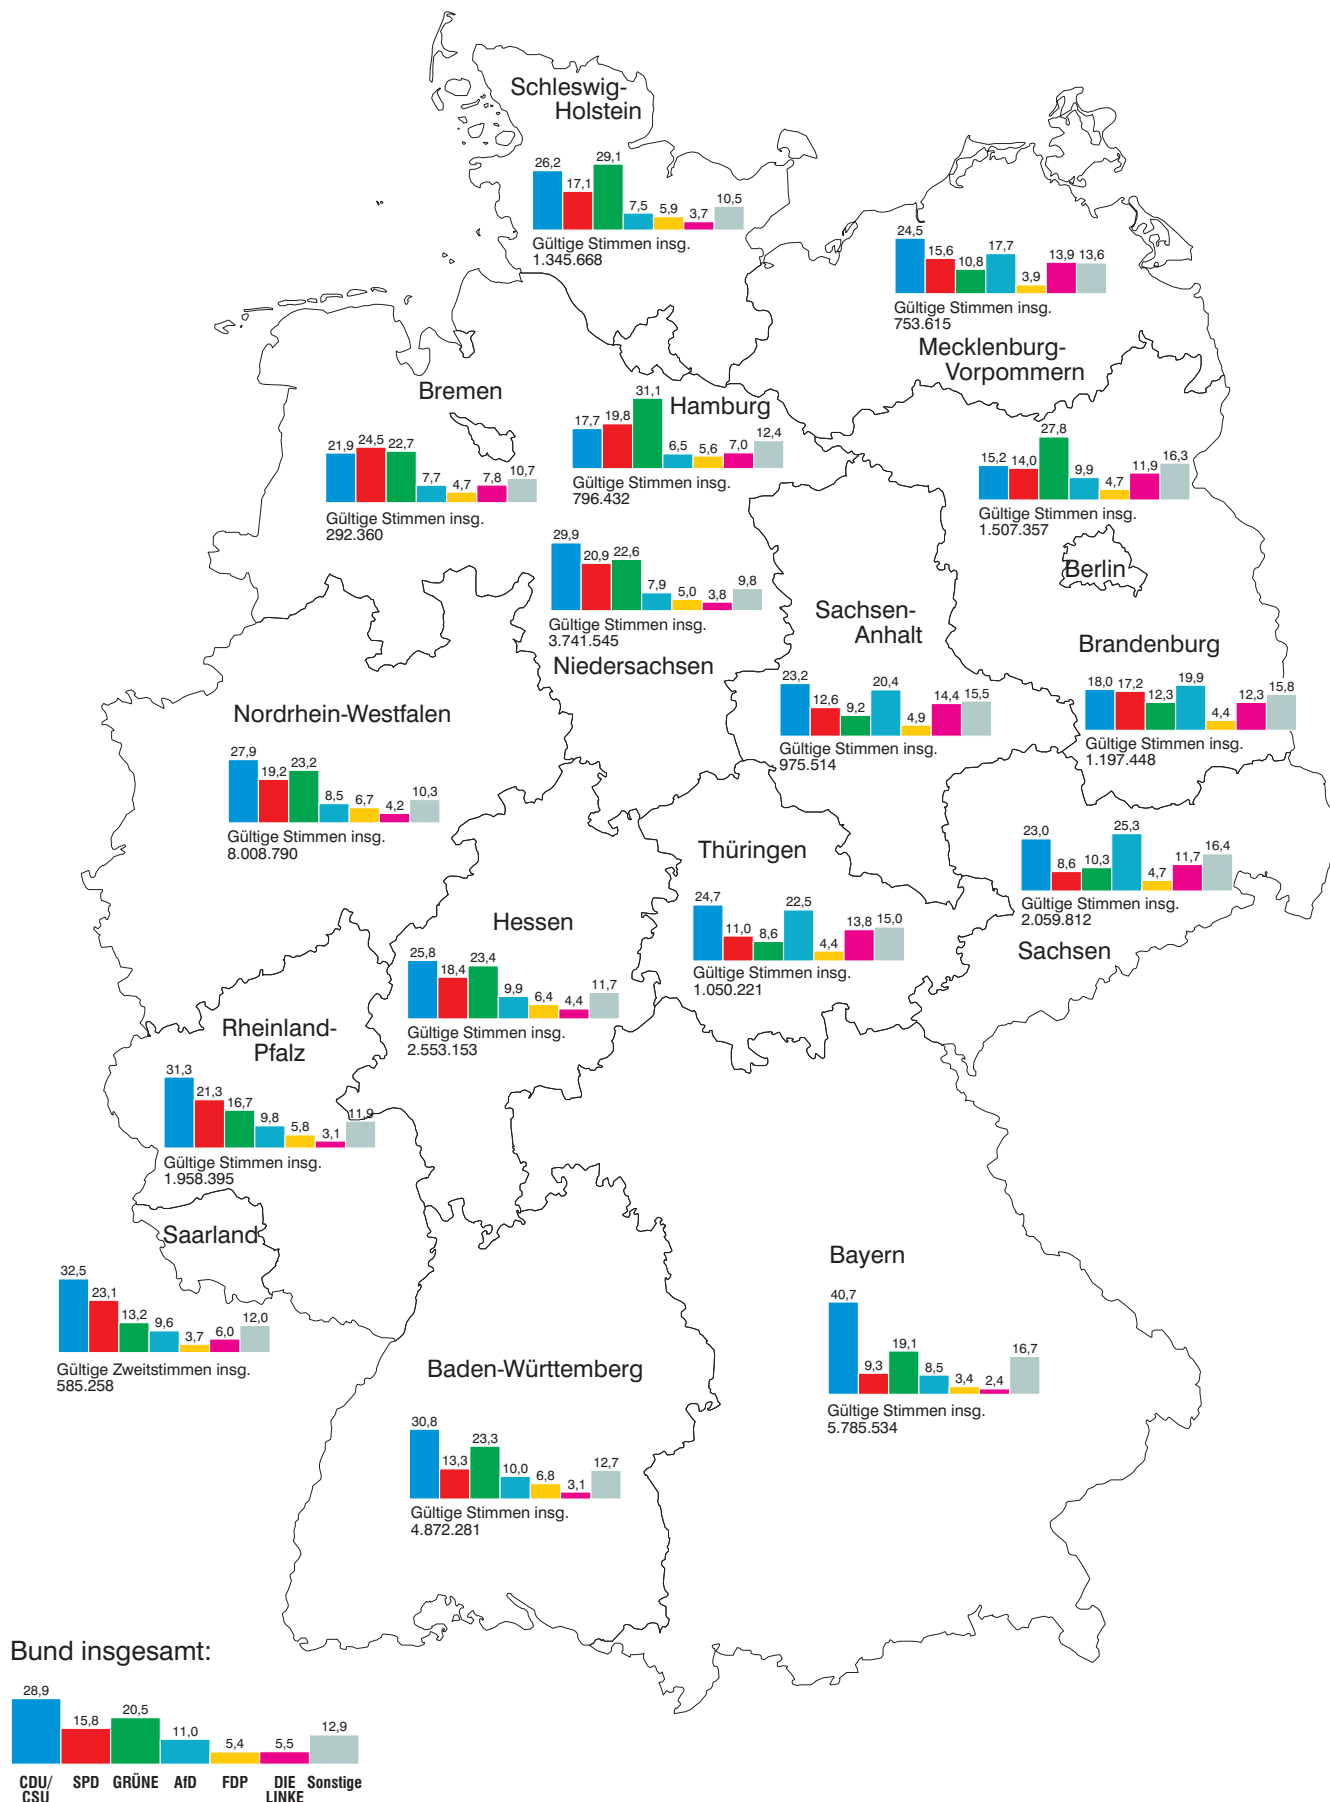 Schleswig-
Holstein
26,2 17,1 29,1 7,5 5,9 3,7 10,5
Gültige Stimmen insg.
1.345.668
24,5 15,6 10,8 17,7 3,9 13,9 13,6
Gültige Stimmen insg.
753.615
Mecklenburg-
Vorpommern
Bremen
21,9 24,5 22,7 7,7 4,7 7,8 10,7
Gültige Stimmen insg.
292.360
Hamburg
17,7 19,8 31,1 6,5 5,6 7,0 12,4
Gültige Stimmen insg.
796.432
15,2 14,0 27,8 9,9 4,7 11,9 16,3
Gültige Stimmen insg.
1.507.357
Berlin
29,9 20,9 22,6 7,9 5,0 3,8 9,8
Gültige Stimmen insg.
3.741.545
Niedersachsen
Sachsen-
Anhalt
23,2 12,6 9,2 20,4 4,9 14,4 15,5
Gültige Stimmen insg.
975.514
Brandenburg
18,0 17,2 12,3 19,9 4,4 12,3 15,8
Gültige Stimmen insg.
1.197.448
Nordrhein-Westfalen
27,9 19,2 23,2 8,5 6,7 4,2 10,3
Gültige Stimmen insg.
8.008.790
Thüringen
24,7 11,0 8,6 22,5 4,4 13,8 15,0
Gültige Stimmen insg.
1.050.221
23,0 8,6 10,3 25,3 4,7 11,7 16,4
Gültige Stimmen insg.
2.059.812
Sachsen
Hessen
25,8 18,4 23,4 9,9 6,4 4,4 11,7
Gültige Stimmen insg.
2.553.153
Rheinland-
Pfalz
31,3 21,3 16,7 9,8 5,8 3,1 11,9
Gültige Stimmen insg.
1.958.395
Saarland
32,5 23,1 13,2 9,6 3,7 6,0 12,0
Gültige Zweitstimmen insg.
585.258
Bayern
40,7 9,3 19,1 8,5 3,4 2,4 16,7
Gültige Stimmen insg.
5.785.534
Baden-Württemberg
30,8 13,3 23,3 10,0 6,8 3,1 12,7
Gültige Stimmen insg.
4.872.281
Bund insgesamt:
28,9 15,8 20,5 11,0 5,4 5,5 12,9
CDU/ SPD GRÜNE AfD FDP DIE Sonstige
CSU LINKE